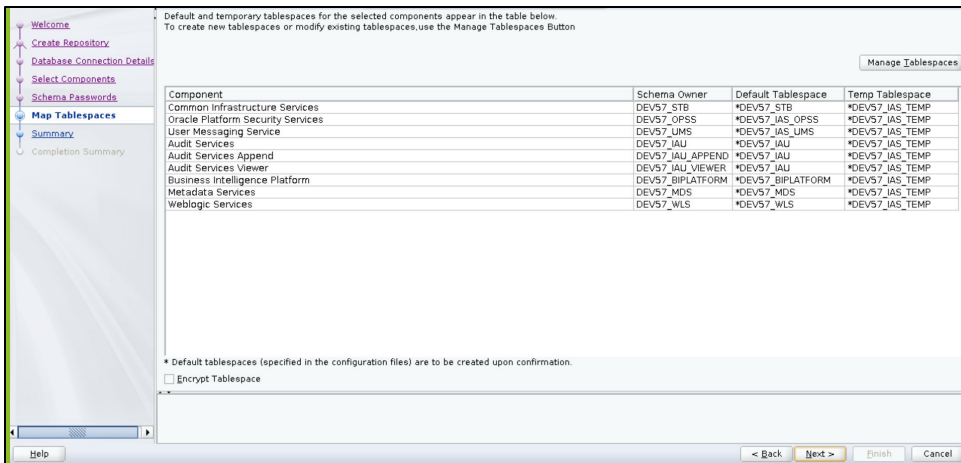 Welcome
Create Repository
Database Connection Details
Select Components
Schema Passwords
Map Tablespaces
Summary
Completion Summary
Default and temporary tablespaces for the selected components appear in the table below.
To create new tablespaces or modify existing tablespaces,use the Manage Tablespaces Button
Manage Tablespaces
Component Schema Owner Default Tablespace Temp Tablespace
Common Infrastructure Services DEV57_STB *DEV57_STB *DEV57_IAS_TEMP
Oracle Platform Security Services DEV57_OPSS *DEV57_IAS_OPSS *DEV57_IAS_TEMP
User Messaging Service DEV57_UMS *DEV57_IAS_UMS *DEV57_IAS_TEMP
Audit Services DEV57_IAU *DEV57_IAU *DEV57_IAS_TEMP
Audit Services Append DEV57_IAU_APPEND *DEV57_IAU *DEV57_IAS_TEMP
Audit Services Viewer DEV57_IAU_VIEWER *DEV57_IAU *DEV57_IAS_TEMP
Business Intelligence Platform DEV57_BIPLATFORM *DEV57_BIPLATFORM *DEV57_IAS_TEMP
Metadata Services DEV57_MDS *DEV57_MDS *DEV57_IAS_TEMP
Weblogic Services DEV57_WLS *DEV57_WLS *DEV57_IAS_TEMP
* Default tablespaces (specified in the configuration files) are to be created upon confirmation.
Encrypt Tablespace
Help < Back Next > Finish Cancel